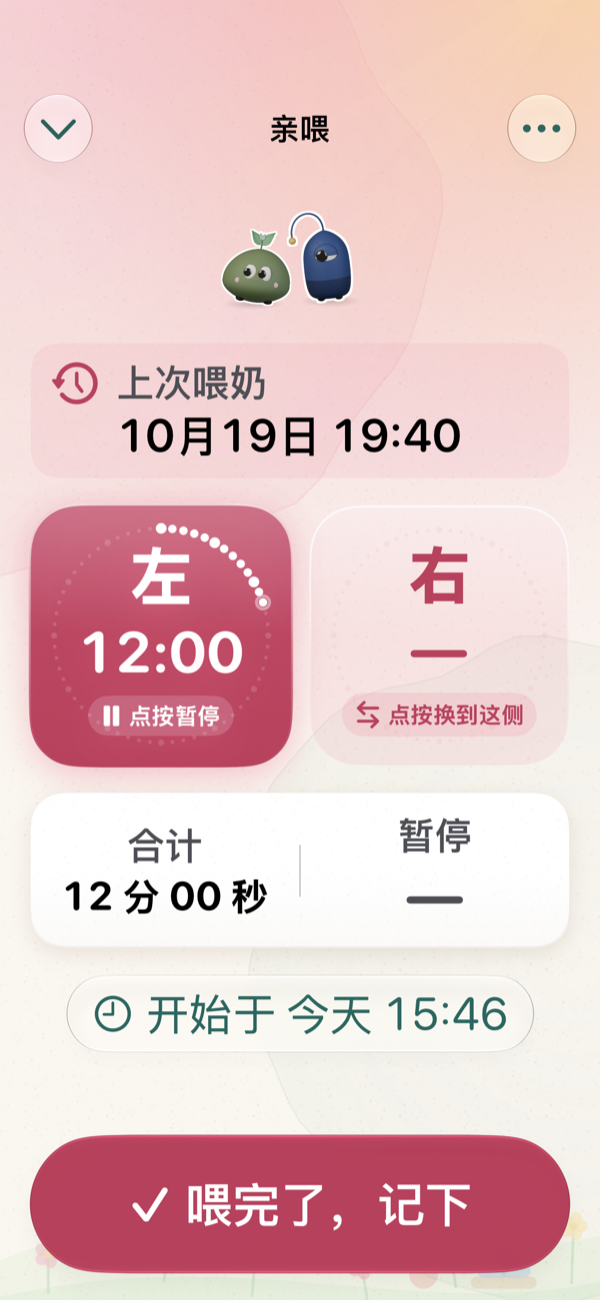 亲喂
上次喂奶
10月19日 19:40
左
12:00
点按暂停
右
—
点按换到这侧
合计
12 分 00 秒
暂停
—
开始于 今天 15:46
喂完了，记下